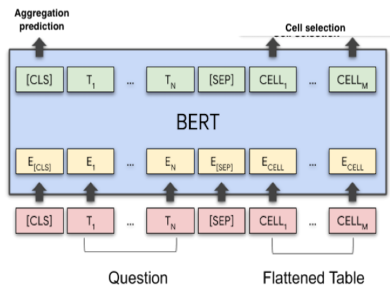 Aggregation prediction
Cell selection
[CLS] T1 ... TN [SEP] CELL1 ... CELLM
BERT
E[CLS] E1 ... EN E[SEP] ECELL ... ECELL
[CLS] T1 ... TN [SEP] CELL1 ... CELLM
Question Flattened Table